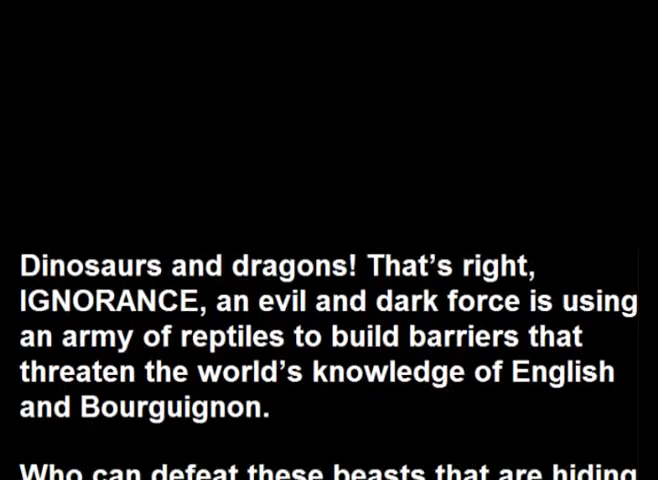 Dinosaurs and dragons! That’s right,
IGNORANCE, an evil and dark force is using
an army of reptiles to build barriers that
threaten the world’s knowledge of English
and Bourguignon.
Who can defeat these beasts that are hiding